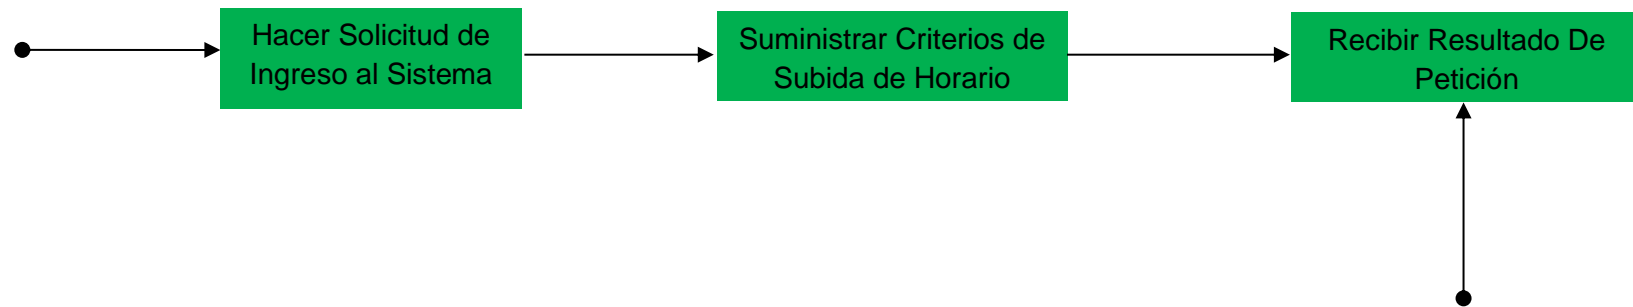 Hacer Solicitud de
Ingreso al Sistema
Suministrar Criterios de
Subida de Horario
Recibir Resultado De
Petición